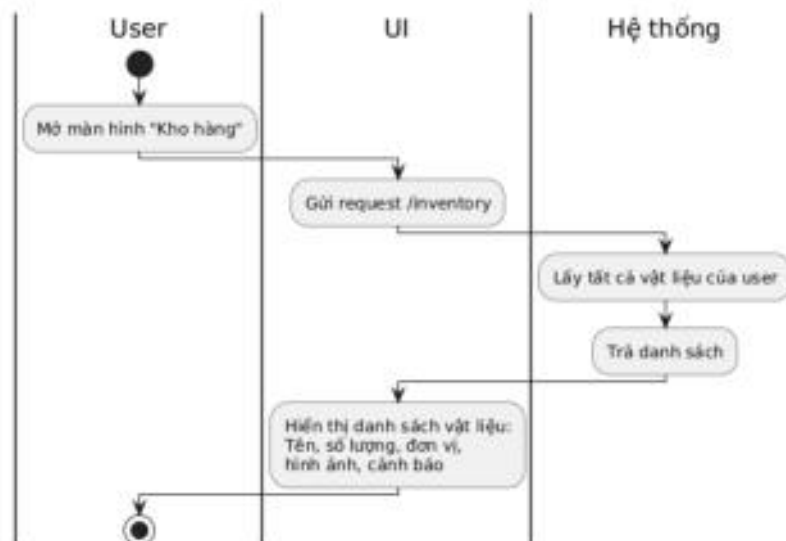 User
UI
Hệ thống
Mở màn hình "Kho hàng"
Gửi request /inventory
Lấy tất cả vật liệu của user
Trả danh sách
Hiển thị danh sách vật liệu:
Tên, số lượng, đơn vị,
hình ảnh, cảnh báo